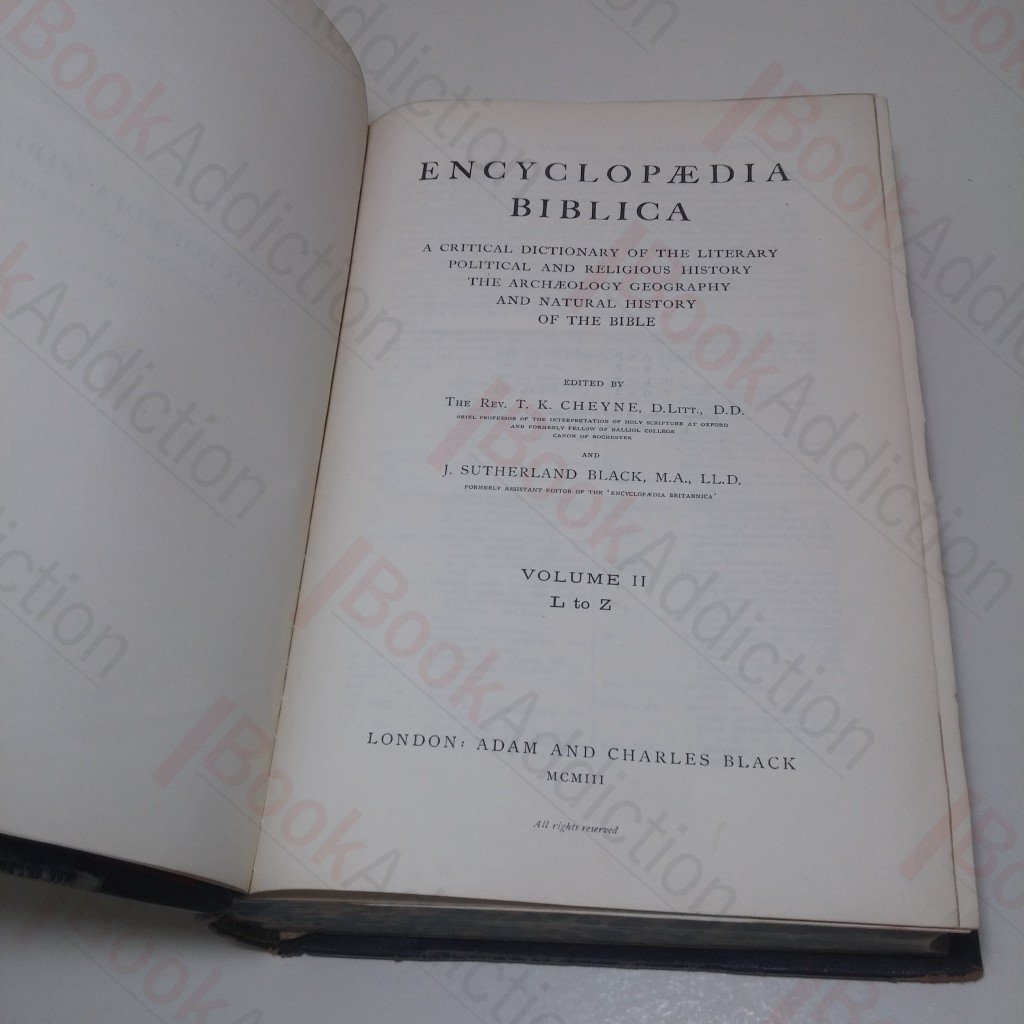 ENCYCLOPÆDIA
BIBLICA
A CRITICAL DICTIONARY OF THE LITERARY
POLITICAL AND RELIGIOUS HISTORY
THE ARCHÆOLOGY GEOGRAPHY
AND NATURAL HISTORY
OF THE BIBLE
EDITED BY
THE REV. T. K. CHEYNE, D.LITT., D.D.
ORIEL PROFESSOR OF THE INTERPRETATION OF HOLY SCRIPTURE AT OXFORD
AND FORMERLY FELLOW OF BALLIOL COLLEGE
CANON OF ROCHESTER
AND
J. SUTHERLAND BLACK, M.A., LL.D.
FORMERLY ASSISTANT EDITOR OF THE 'ENCYCLOPÆDIA BRITANNICA'
VOLUME II
L to Z
LONDON: ADAM AND CHARLES BLACK
MCMIII
All rights reserved
BookAddiction